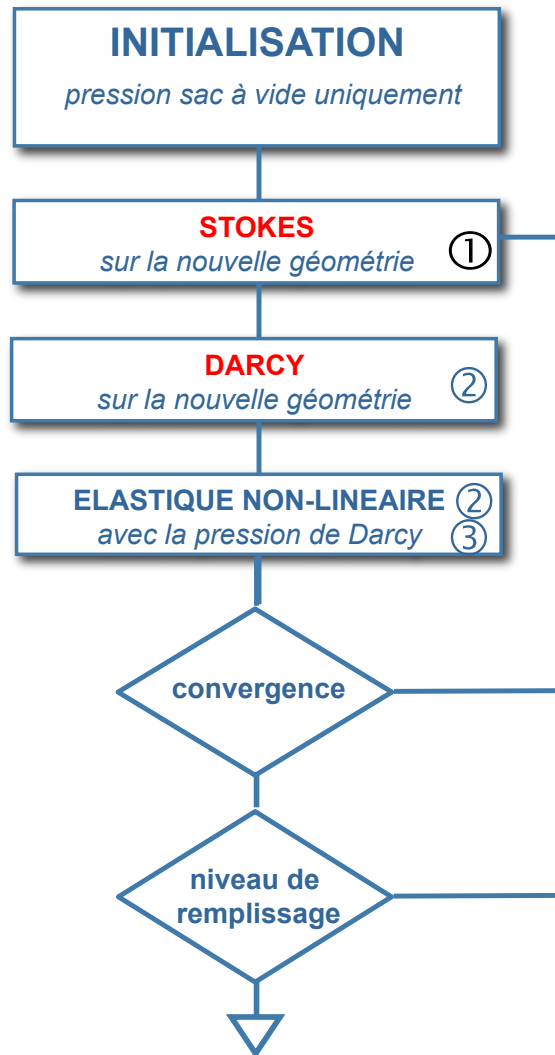 INITIALISATION
pression sac à vide uniquement
STOKES
sur la nouvelle géométrie ①
DARCY
sur la nouvelle géométrie ②
ELASTIQUE NON-LINEAIRE ②
avec la pression de Darcy ③
convergence
niveau de
remplissage